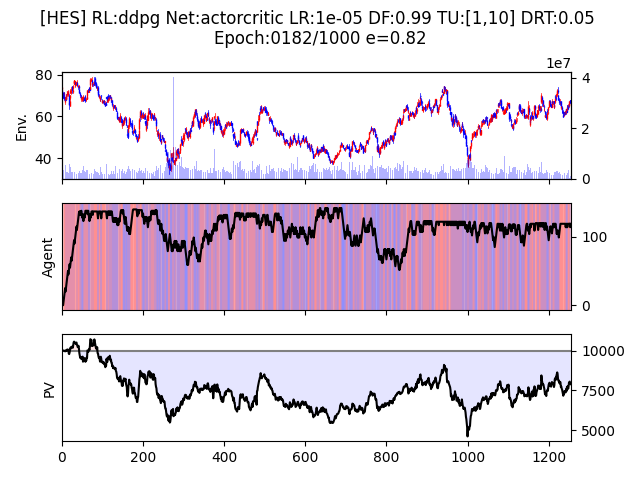 [HES] RL:ddpg Net:actorcritic LR:1e-05 DF:0.99 TU:[1,10] DRT:0.05
Epoch:0182/1000 e=0.82
1e7
80
60
40
Env.
4
2
0
Agent
100
0
PV
10000
7500
5000
0 200 400 600 800 1000 1200